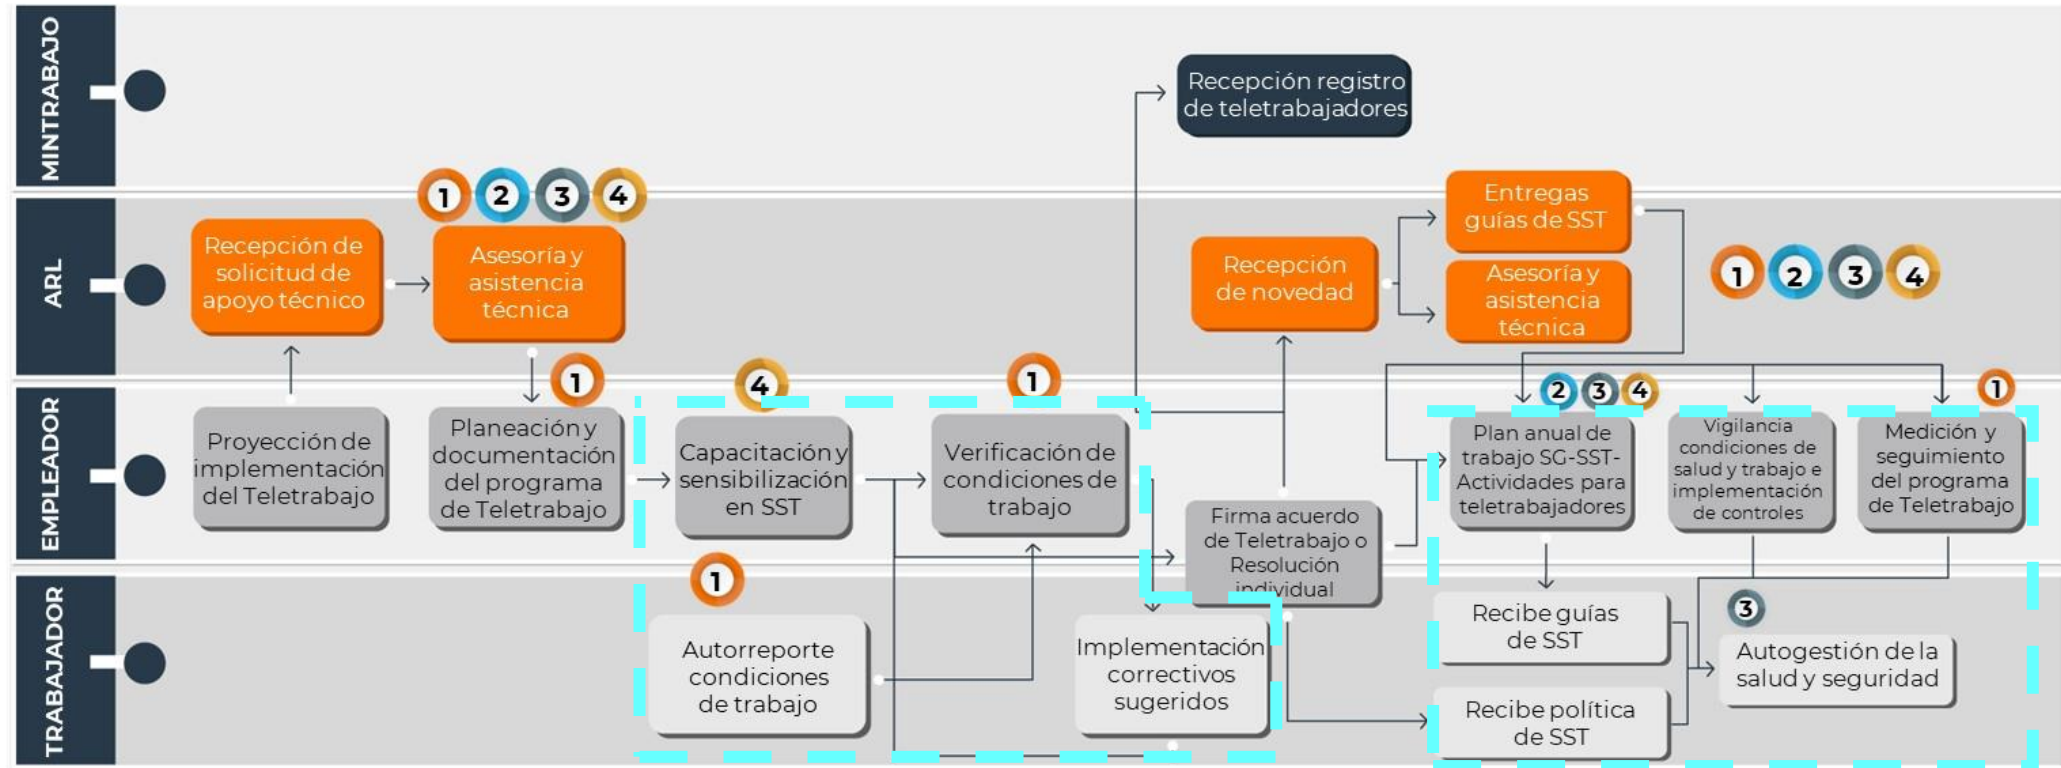 MINTRABAJO
Recepción registro
de teletrabajadores
ARL
1
2
3
4
Recepción de
solicitud de
apoyo técnico
Asesoría y
asistencia
técnica
Recepción
de novedad
Entregas
guías de SST
Asesoría y
asistencia
técnica
1
2
3
4
EMPLEADOR
Proyección de
implementación
del Teletrabajo
1
Planeación y
documentación
del programa
de Teletrabajo
4
Capacitación y
sensibilización
en SST
1
Verificación de
condiciones de
trabajo
Firma acuerdo
de Teletrabajo o
Resolución
individual
2
3
4
Plan anual de
trabajo SG-SST-
Actividades para
teletrabajadores
Vigilancia
condiciones de
salud y trabajo e
implementación
de controles
1
Medición y
seguimiento
del programa
de Teletrabajo
TRABAJADOR
1
Autorreporte
condiciones
de trabajo
Implementación
correctivos
sugeridos
Recibe guías
de SST
Recibe política
de SST
3
Autogestión de la
salud y seguridad